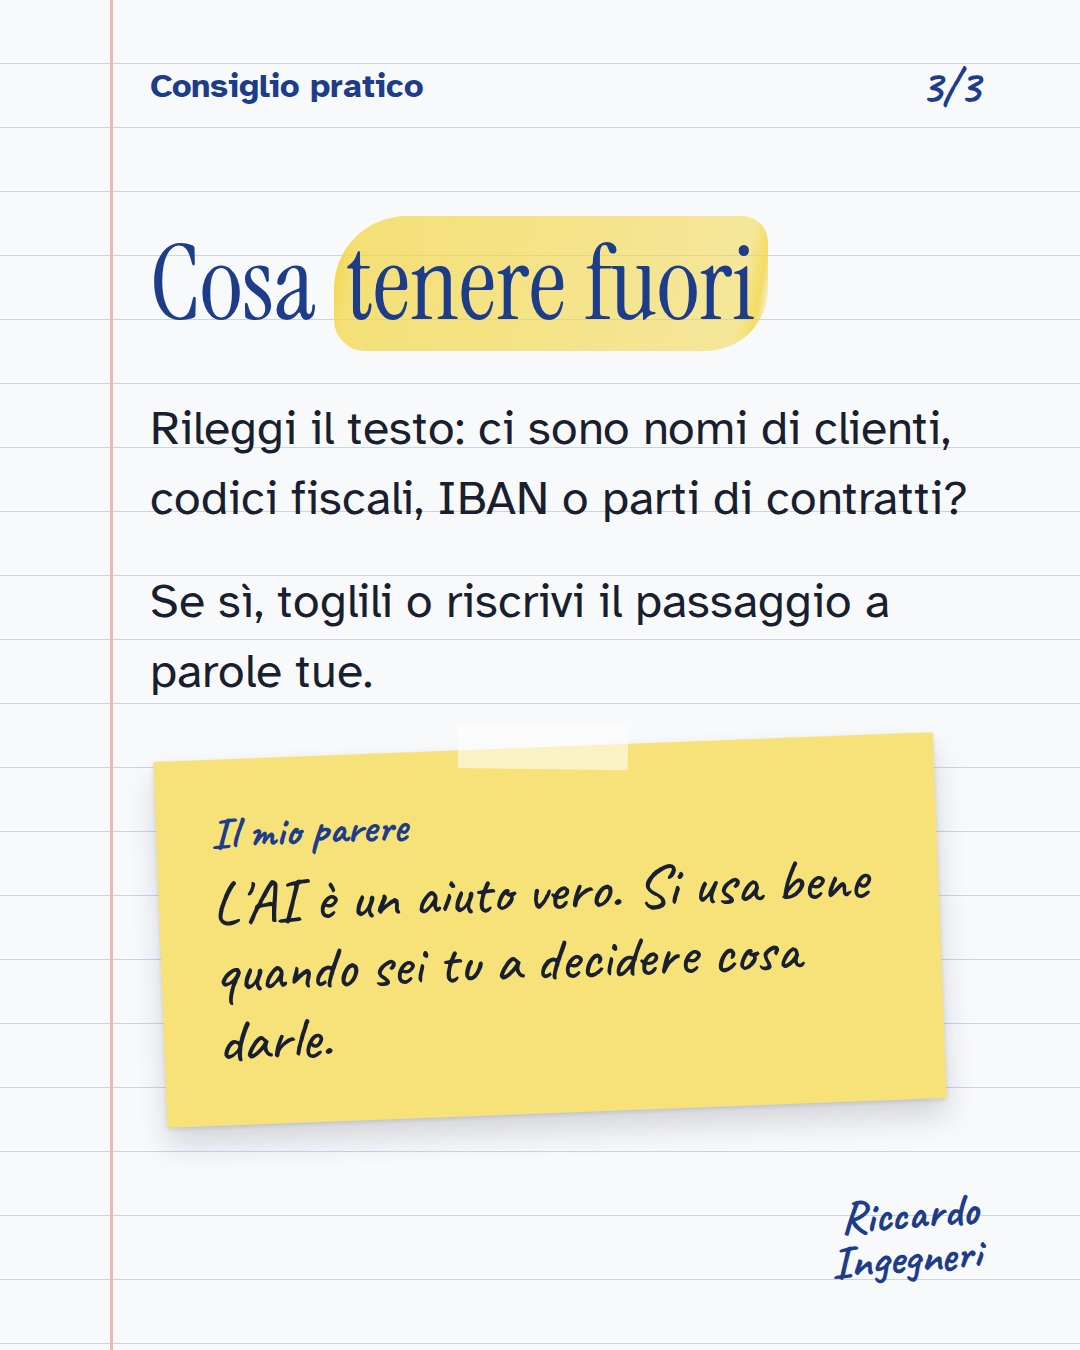 Consiglio pratico
3/3
Cosa tenere fuori
Rileggi il testo: ci sono nomi di clienti,
codici fiscali, IBAN o parti di contratti?
Se sì, toglili o riscrivi il passaggio a
parole tue.
Il mio parere
L'AI è un aiuto vero. Si usa bene
quando sei tu a decidere cosa
darle.
Riccardo
Ingegneri